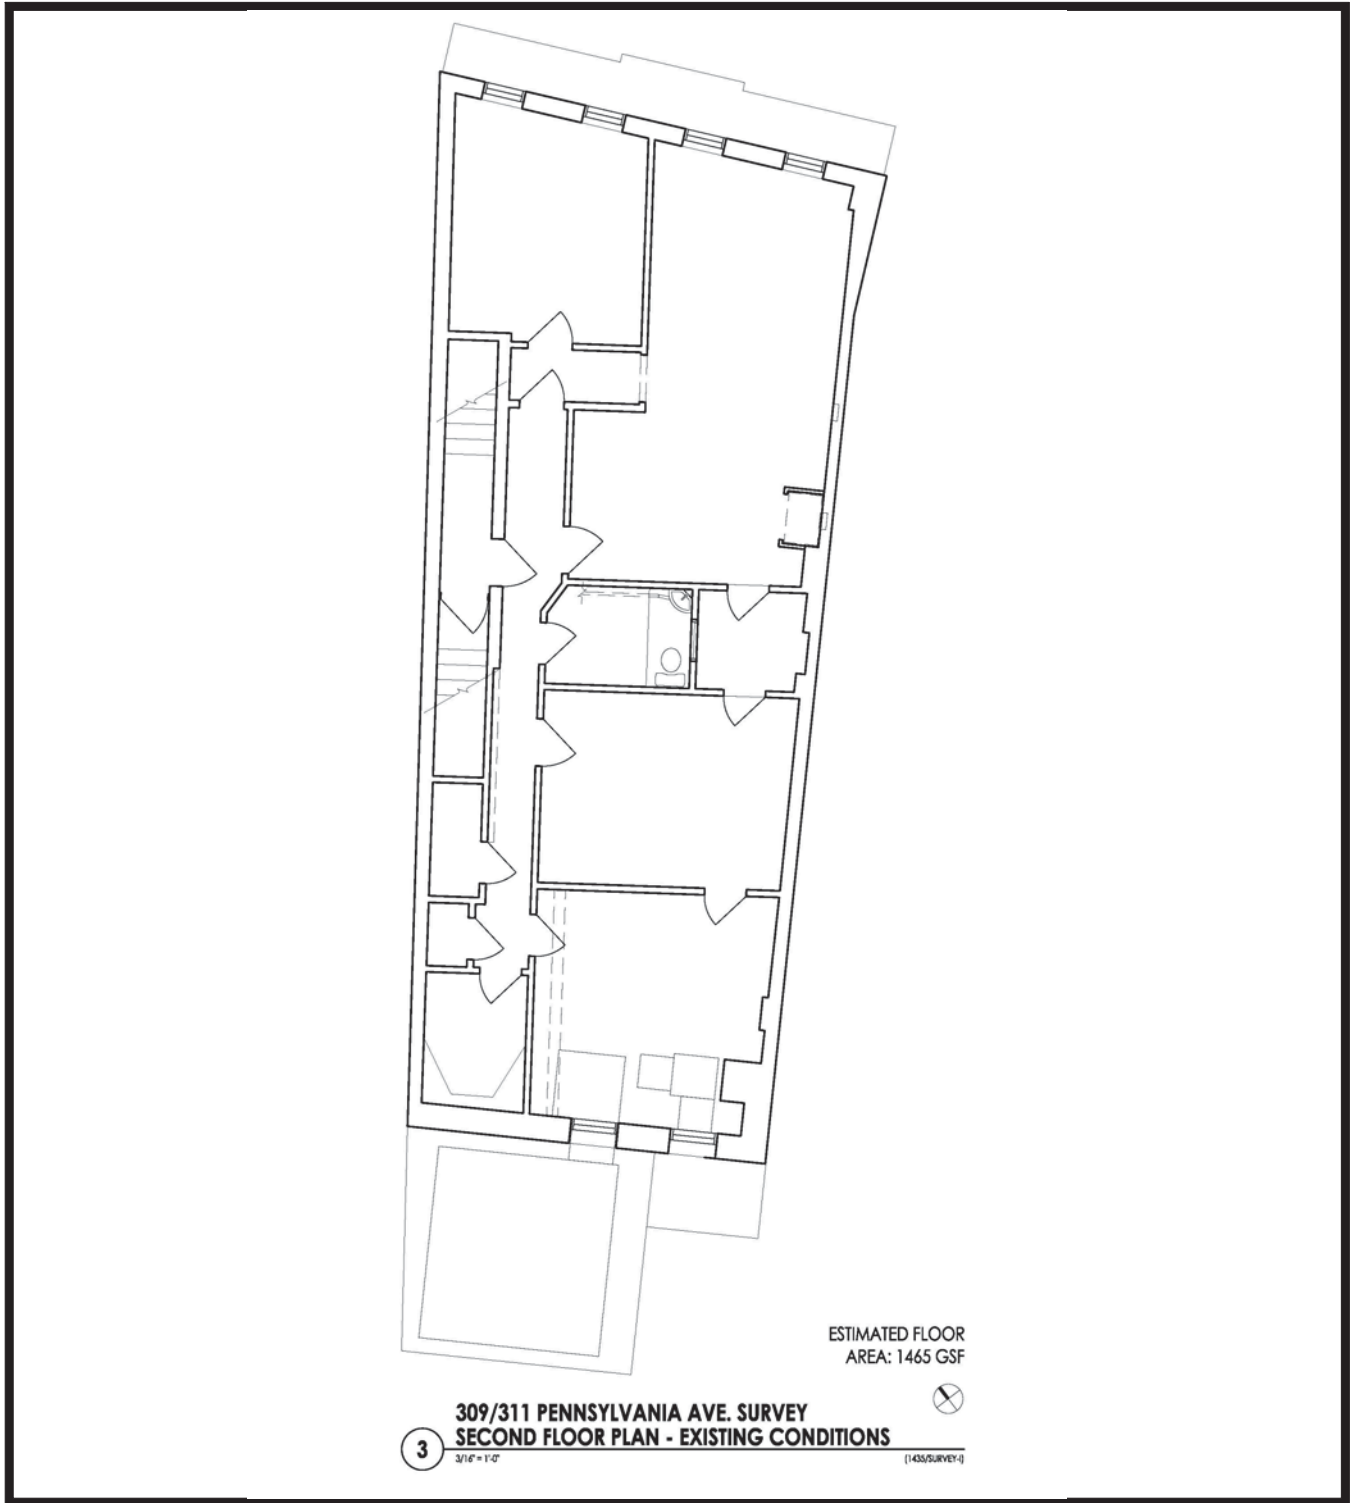 ESTIMATED FLOOR
AREA: 1465 GSF
309/311 PENNSYLVANIA AVE. SURVEY
3 SECOND FLOOR PLAN - EXISTING CONDITIONS
3/16" = 1'-0" (1435/SURVEY-I)